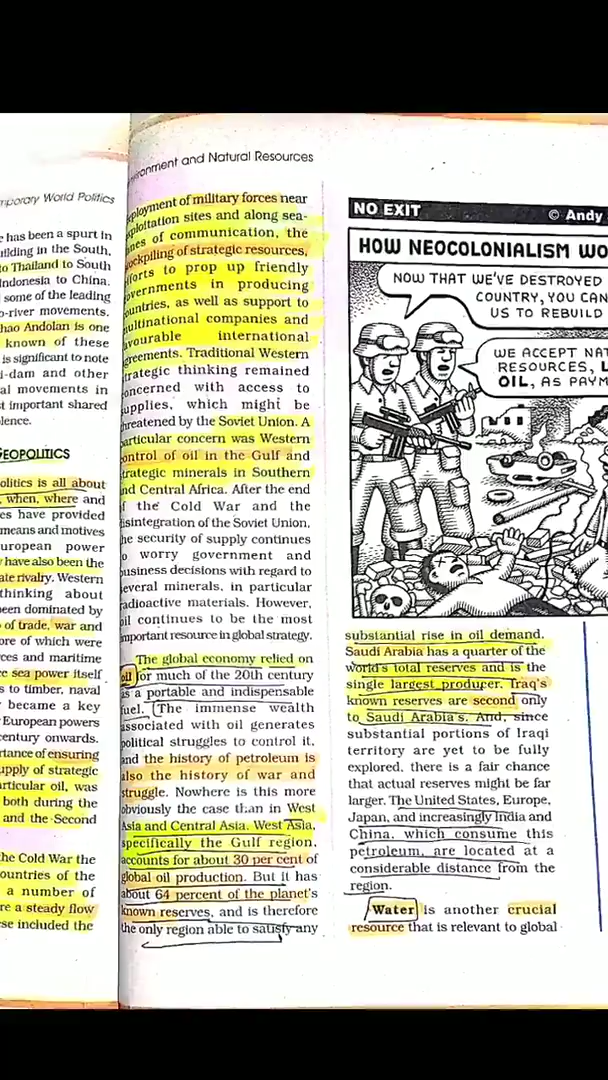 mporary World Politics
has been a spurt in
ilding in the South,
to Thailand to South
Indonesia to China.
some of the leading
o-river movements.
hao Andolan is one
known of these
is significant to note
i-dam and other
al movements in
st important shared
olence.
GEOPOLITICS
olitics is all about
, when, where and
es have provided
means and motives
uropean power
have also been the
ate rivalry. Western
thinking about
been dominated by
of trade, war and
ore of which were
ces and maritime
e sea power itself
s to timber, naval
became a key
European powers
century onwards.
rtance of ensuring
upply of strategic
articular oil, was
both during the
and the Second
he Cold War the
ountries of the
a number of
re a steady flow
se included the
vironment and Natural Resources
eployment of military forces near
xploitation sites and along sea-
nes of communication, the
tockpiling of strategic resources,
fforts to prop up friendly
overnments in producing
ountries, as well as support to
ultinational companies and
avourable international
greements. Traditional Western
trategic thinking remained
oncerned with access to
upplies, which might be
hreatened by the Soviet Union. A
articular concern was Western
ontrol of oil in the Gulf and
trategic minerals in Southern
nd Central Africa. After the end
f the Cold War and the
isintegration of the Soviet Union,
he security of supply continues
o worry government and
usiness decisions with regard to
everal minerals, in particular
radioactive materials. However,
oil continues to be the most
mportant resource in global strategy.
The global economy relied on
oil for much of the 20th century
as a portable and indispensable
fuel. The immense wealth
associated with oil generates
political struggles to control it,
and the history of petroleum is
also the history of war and
struggle. Nowhere is this more
obviously the case than in West
Asia and Central Asia. West Asia,
specifically the Gulf region,
accounts for about 30 per cent of
global oil production. But it has
about 64 percent of the planet's
known reserves, and is therefore
the only region able to satisfy any
NO EXIT
© Andy
HOW NEOCOLONIALISM WO
NOW THAT WE'VE DESTROYED
COUNTRY, YOU CAN
US TO REBUILD
WE ACCEPT NAT
RESOURCES, L
OIL, AS PAYM
substantial rise in oil demand.
Saudi Arabia has a quarter of the
world's total reserves and is the
single largest producer. Iraq's
known reserves are second only
to Saudi Arabia's. And, since
substantial portions of Iraqi
territory are yet to be fully
explored, there is a fair chance
that actual reserves might be far
larger. The United States, Europe,
Japan, and increasingly India and
China, which consume this
petroleum, are located at a
considerable distance from the
region.
Water is another crucial
resource that is relevant to global